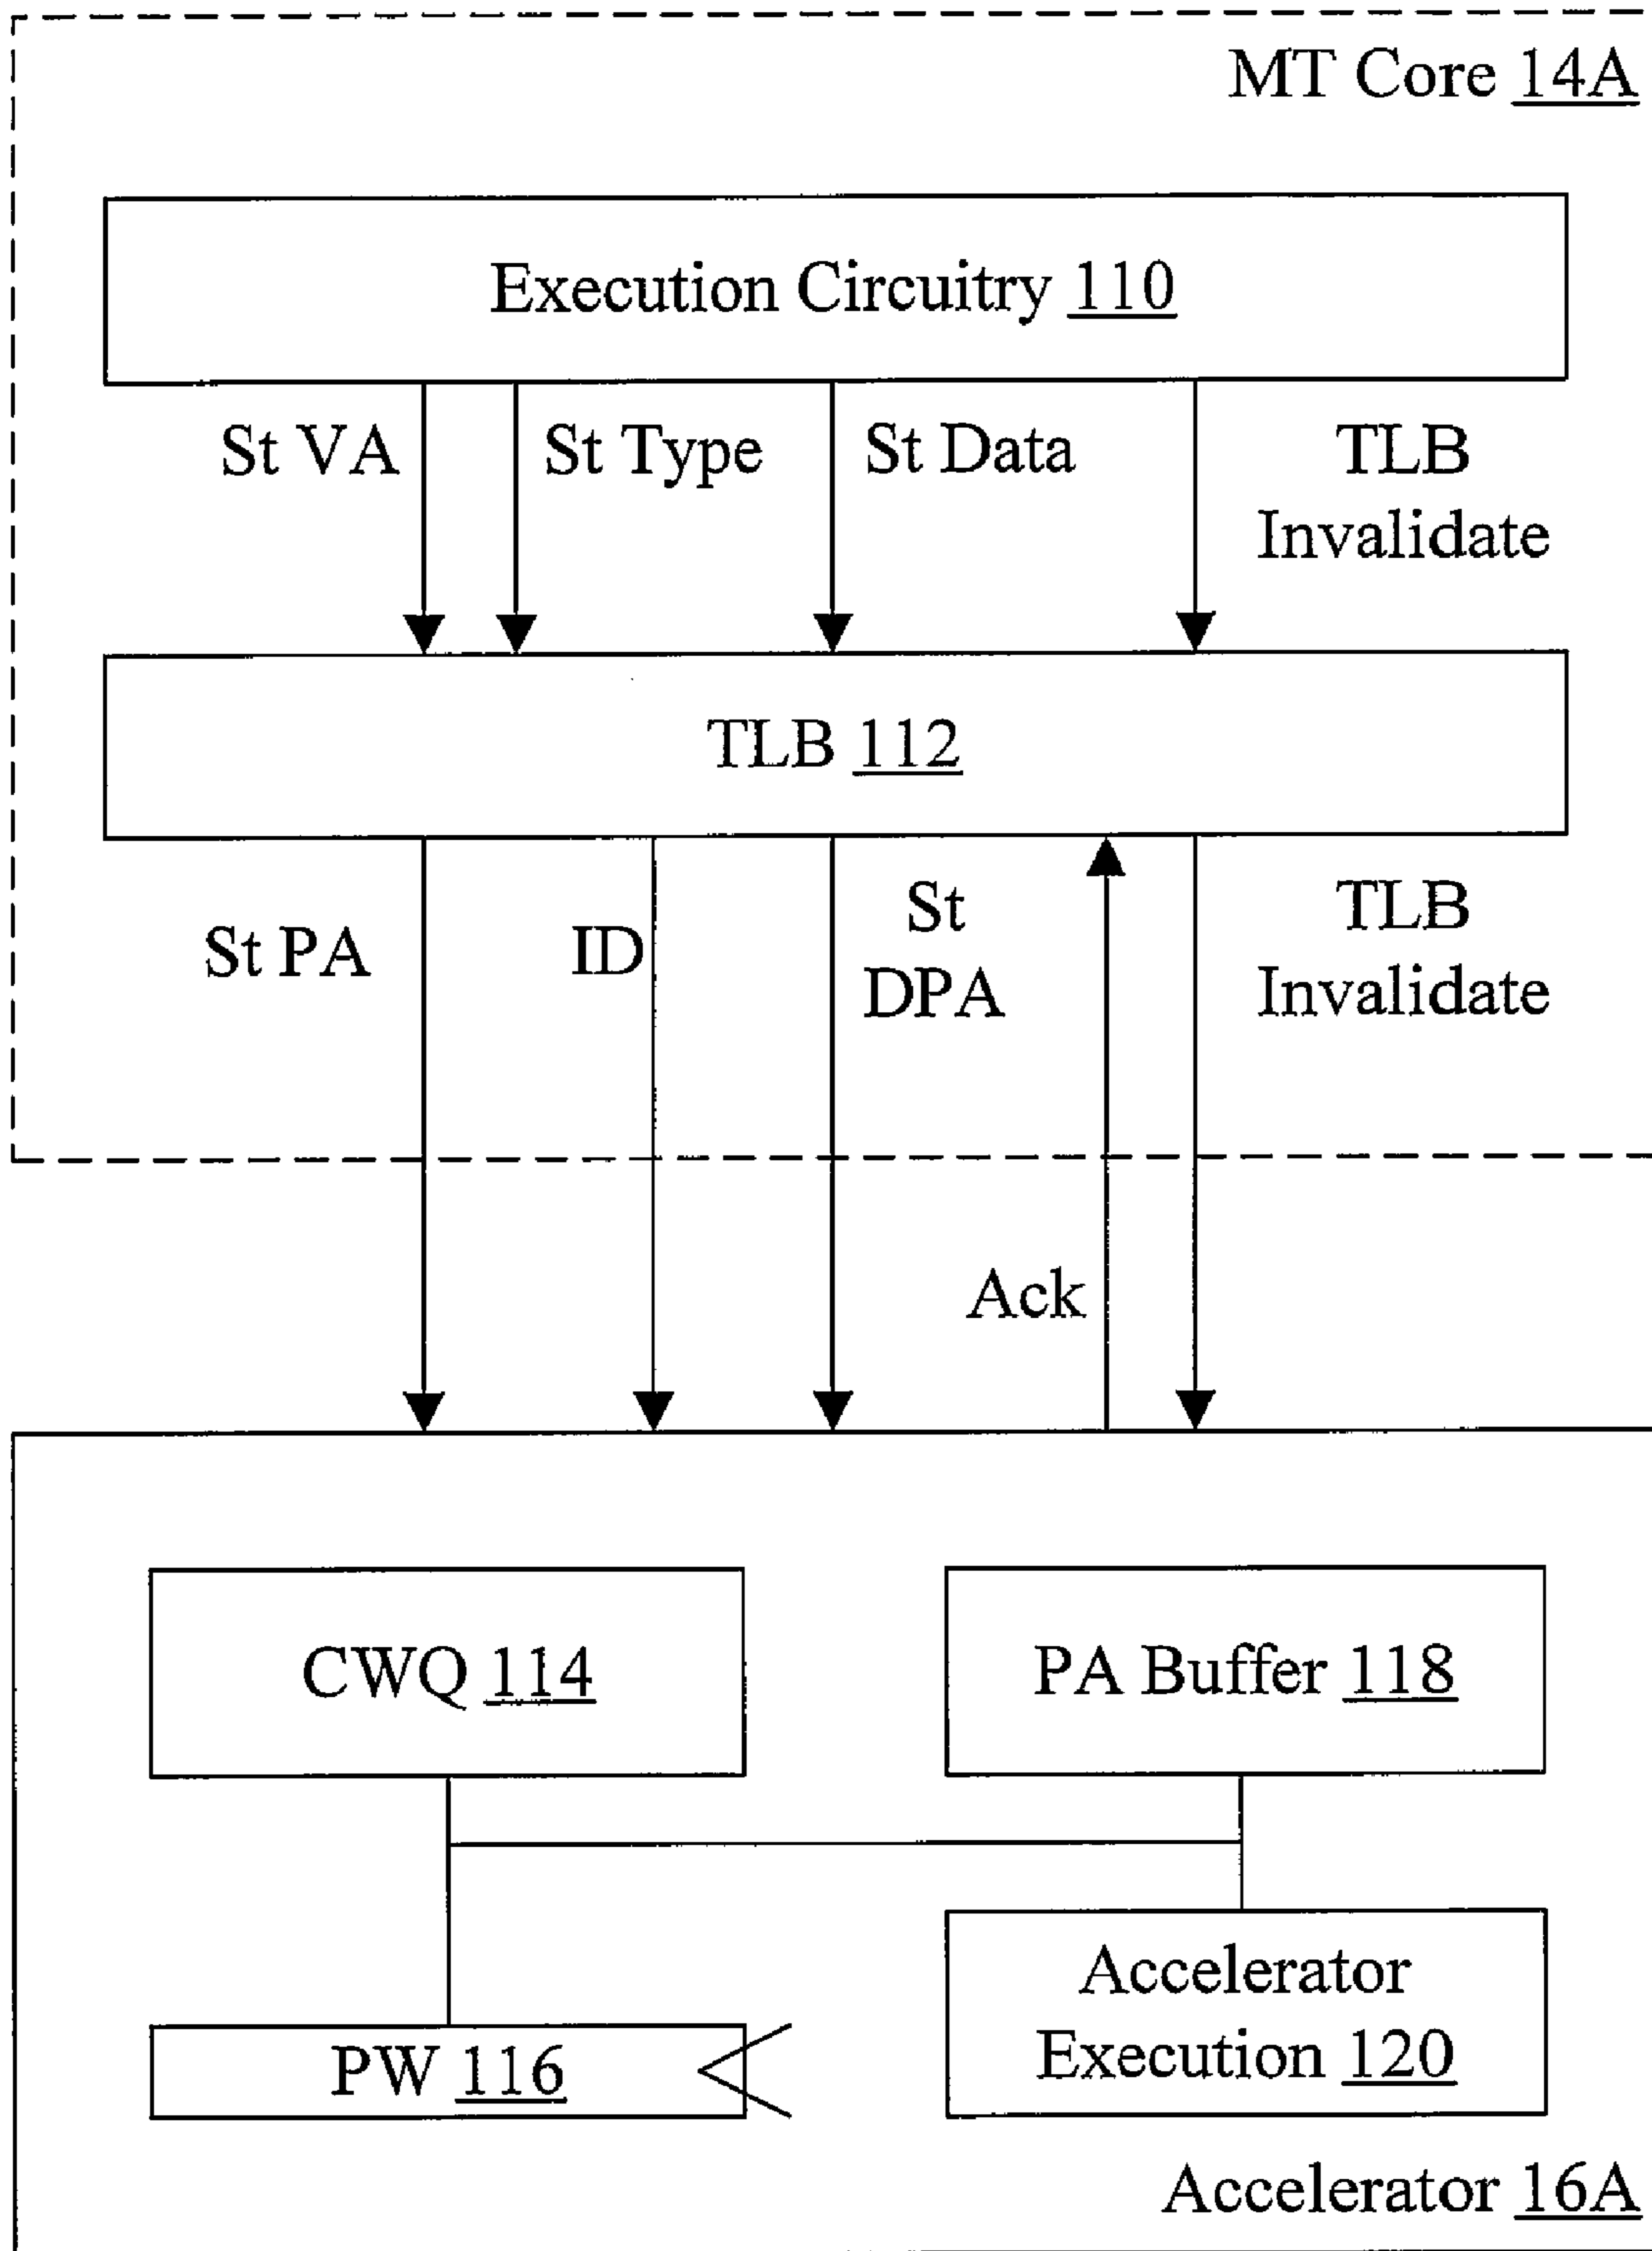 MT Core 14A
Execution Circuitry 110
St VA
St Type
St Data
TLB
Invalidate
TLB 112
St PA
ID
St
DPA
TLB
Invalidate
Ack
CWQ 114
PA Buffer 118
PW 116
Accelerator
Execution 120
Accelerator 16A